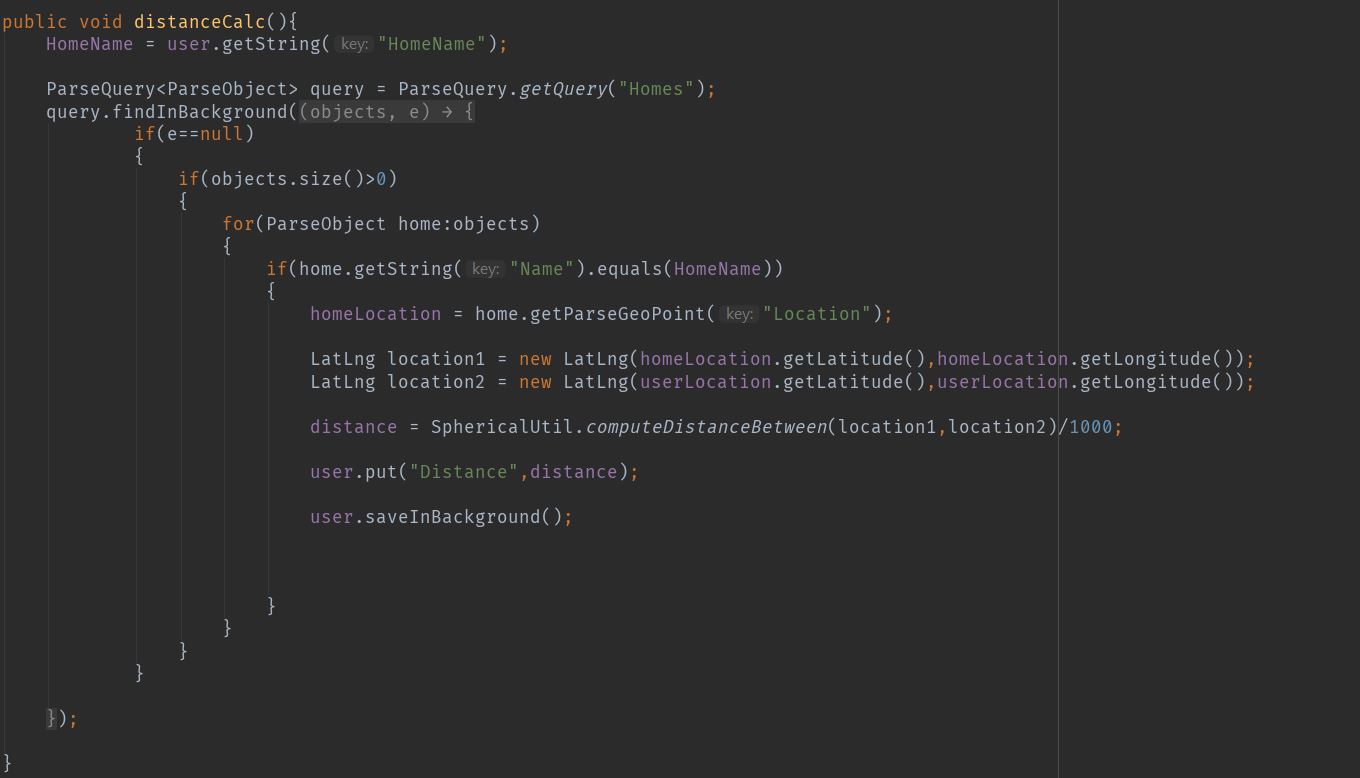 public void distanceCalc(){
HomeName = user.getString( key: "HomeName");
ParseQuery<ParseObject> query = ParseQuery.getQuery("Homes");
query.findInBackground((objects, e) → {
if(e==null)
{
if(objects.size()>0)
{
for(ParseObject home:objects)
{
if(home.getString( key: "Name").equals(HomeName))
{
homeLocation = home.getParseGeoPoint( key: "Location");
LatLng location1 = new LatLng(homeLocation.getLatitude(),homeLocation.getLongitude());
LatLng location2 = new LatLng(userLocation.getLatitude(),userLocation.getLongitude());
distance = SphericalUtil.computeDistanceBetween(location1,location2)/1000;
user.put("Distance",distance);
user.saveInBackground();
}
}
}
}
});
}